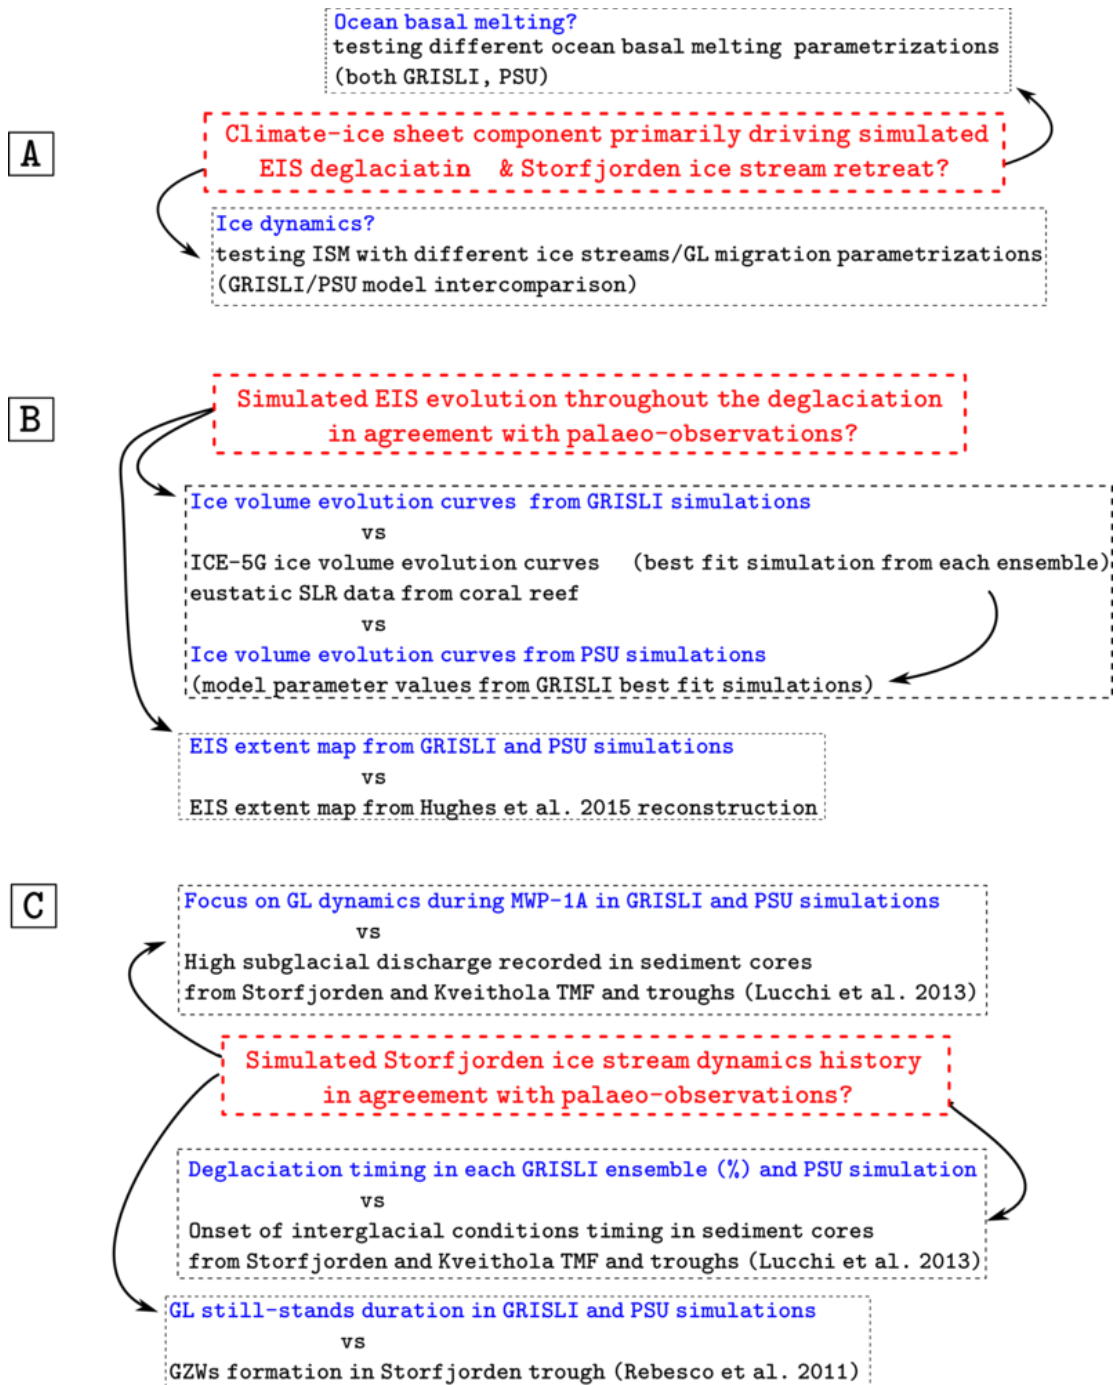 Ocean basal melting?
testing different ocean basal melting parametrizations
(both GRISLI, PSU)
A
Climate-ice sheet component primarily driving simulated
EIS deglaciatin & Storfjorden ice stream retreat?
Ice dynamics?
testing ISM with different ice streams/GL migration parametrizations
(GRISLI/PSU model intercomparison)
B
Simulated EIS evolution throughout the deglaciation
in agreement with palaeo-observations?
Ice volume evolution curves from GRISLI simulations
vs
ICE-5G ice volume evolution curves (best fit simulation from each ensemble)
eustatic SLR data from coral reef
vs
Ice volume evolution curves from PSU simulations
(model parameter values from GRISLI best fit simulations)
EIS extent map from GRISLI and PSU simulations
vs
EIS extent map from Hughes et al. 2015 reconstruction
C
Focus on GL dynamics during MWP-1A in GRISLI and PSU simulations
vs
High subglacial discharge recorded in sediment cores
from Storfjorden and Kveithola TMF and troughs (Lucchi et al. 2013)
Simulated Storfjorden ice stream dynamics history
in agreement with palaeo-observations?
Deglaciation timing in each GRISLI ensemble (%) and PSU simulation
vs
Onset of interglacial conditions timing in sediment cores
from Storfjorden and Kveithola TMF and troughs (Lucchi et al. 2013)
GL still-stands duration in GRISLI and PSU simulations
vs
GZWs formation in Storfjorden trough (Rebesco et al. 2011)